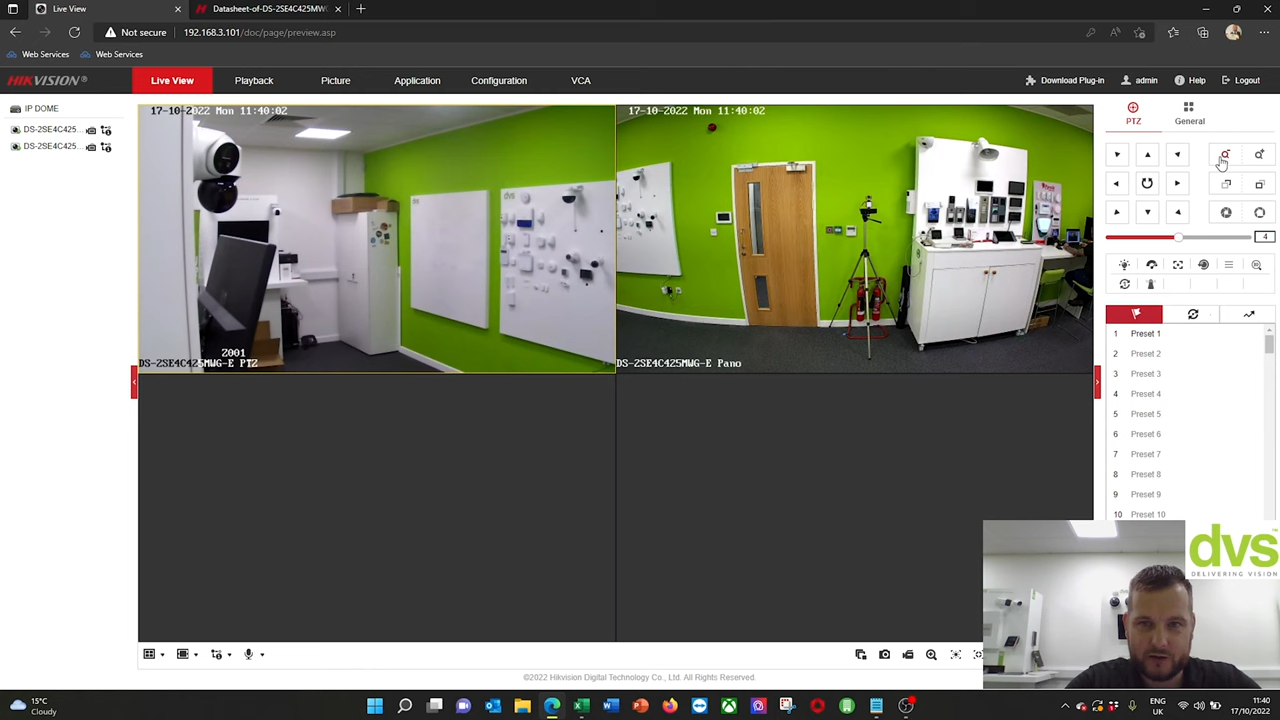 Live View
Datasheet-of-DS-2SE4C425MW
Not secure
192.168.3.101/doc/page/preview.asp
Web Services
Web Services
HIKVISION®
Live View
Playback
Picture
Application
Configuration
VCA
Download Plug-in
admin
Help
Logout
IP DOME
DS-2SE4C425...
DS-2SE4C425...
17-10-2022 Mon 11:40:02
Z001
DS-2SE4C425MWG-E PTZ
17-10-2022 Mon 11:40:02
DS-2SE4C425MWG-E Pano
PTZ
General
4
1 Preset 1
2 Preset 2
3 Preset 3
4 Preset 4
5 Preset 5
6 Preset 6
7 Preset 7
8 Preset 8
9 Preset 9
10 Preset 10
dvs™
DELIVERING VISION
©2022 Hikvision Digital Technology Co., Ltd. All Rights Reserved.
15°C
Cloudy
ENG
UK
11:40
17/10/2022